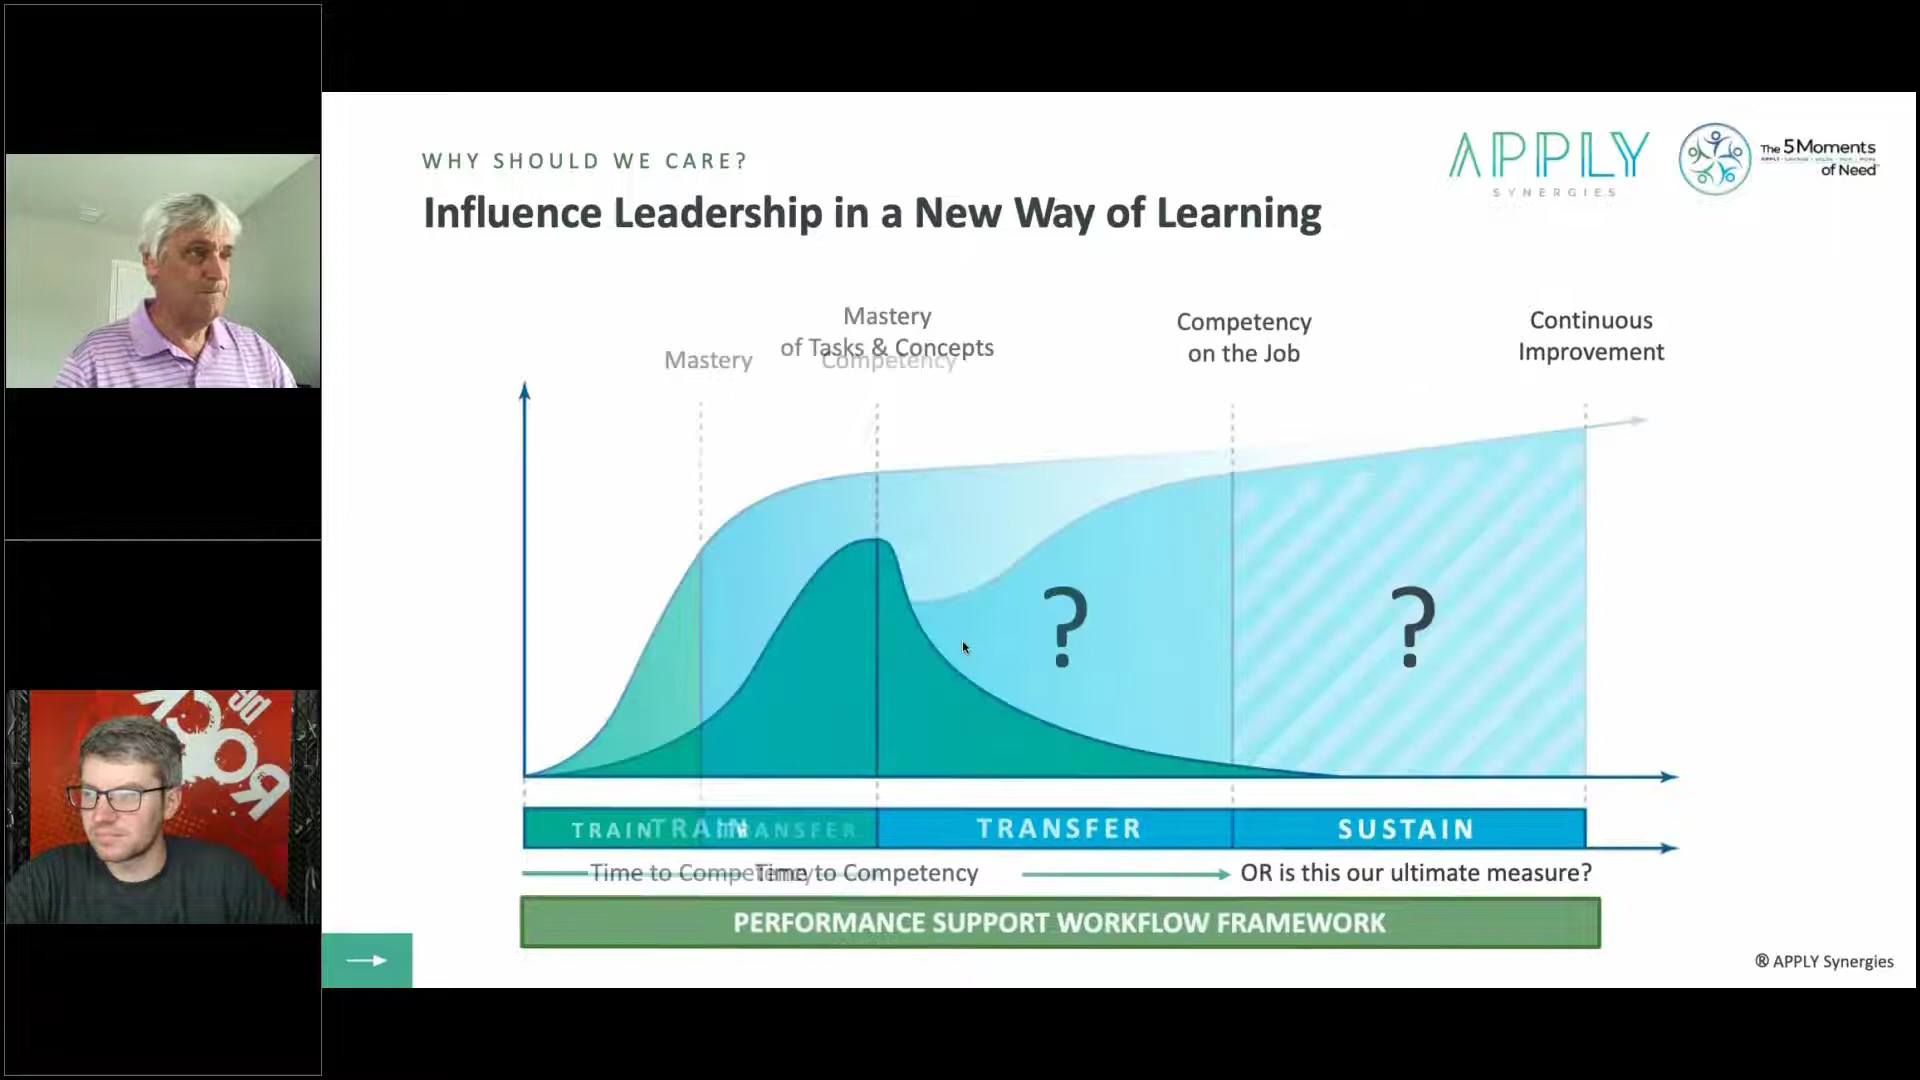 WHY SHOULD WE CARE?
Influence Leadership in a New Way of Learning
APPLY
SYNERGIES
The 5 Moments
of Need
Mastery
of Tasks & Concepts
Mastery
Competency
Competency
on the Job
Continuous
Improvement
?
?
TRAIN
TRAIN
TRANSFER
TRANSFER
SUSTAIN
Time to Competency
Time to Competency
OR is this our ultimate measure?
PERFORMANCE SUPPORT WORKFLOW FRAMEWORK
® APPLY Synergies
ROCK